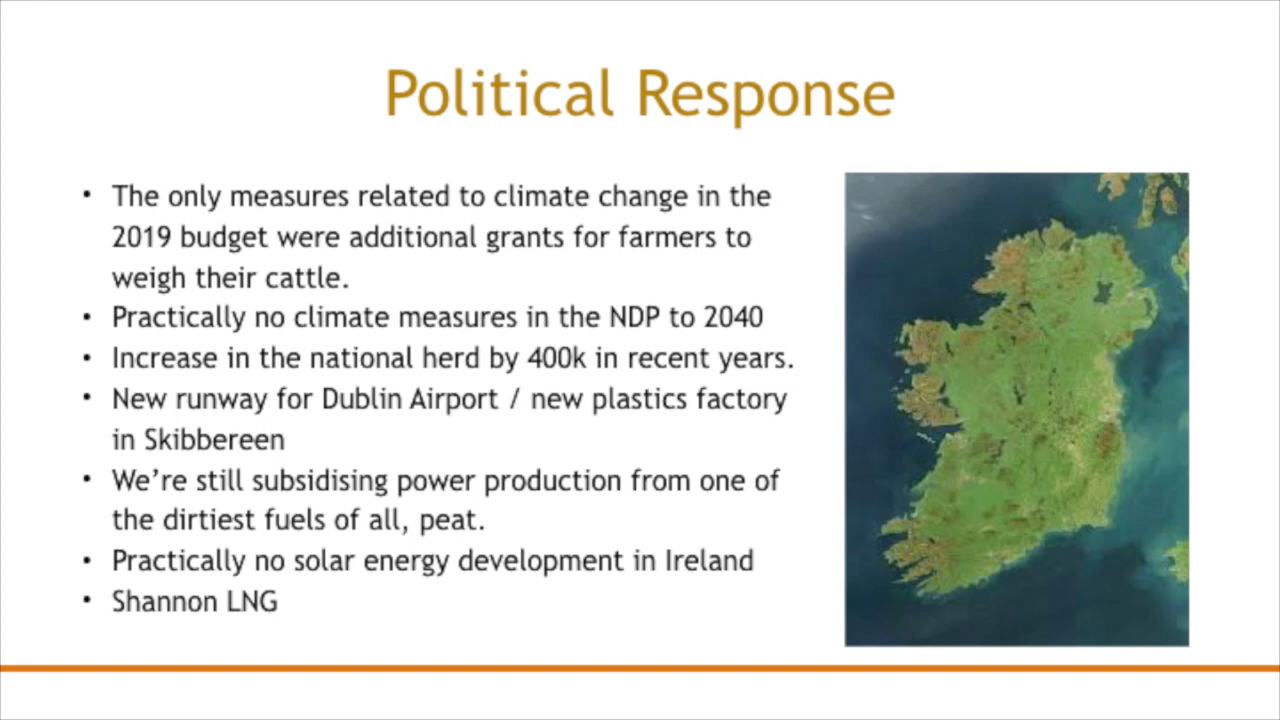 Political Response
• The only measures related to climate change in the
2019 budget were additional grants for farmers to
weigh their cattle.
• Practically no climate measures in the NDP to 2040
• Increase in the national herd by 400k in recent years.
• New runway for Dublin Airport / new plastics factory
in Skibbereen
• We’re still subsidising power production from one of
the dirtiest fuels of all, peat.
• Practically no solar energy development in Ireland
• Shannon LNG